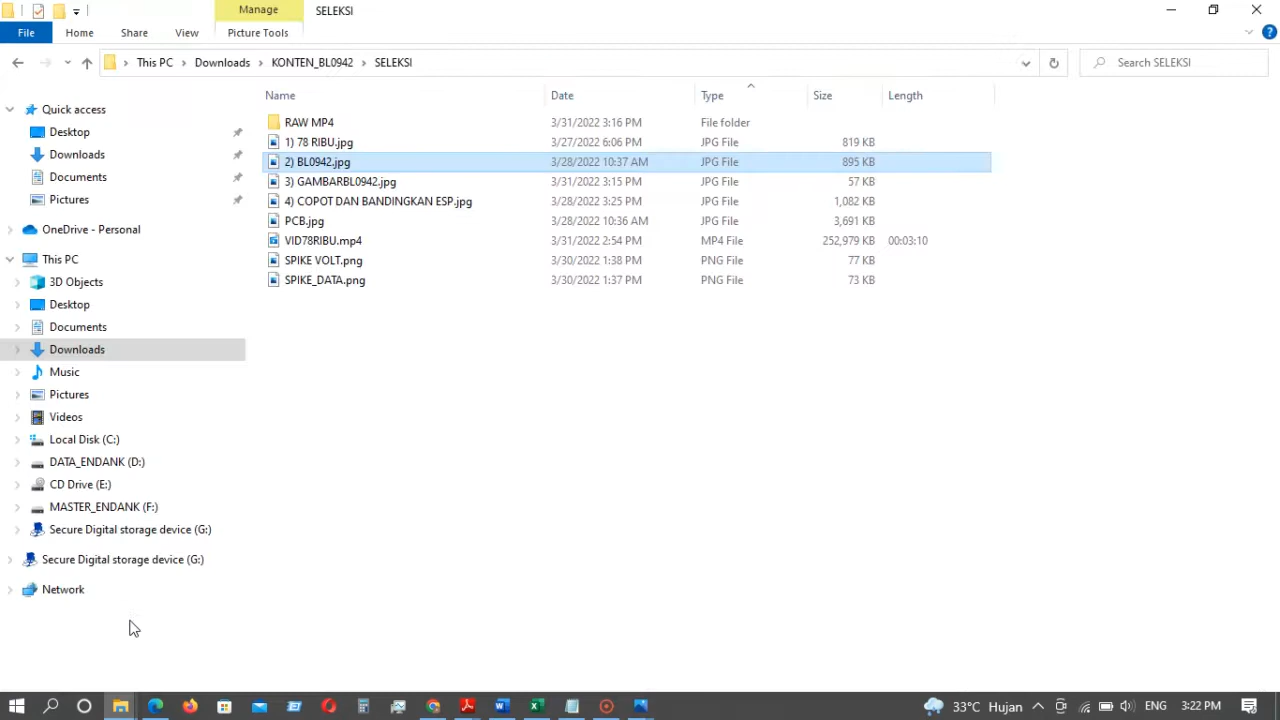 Manage SELEKSI
File Home Share View Picture Tools
This PC Downloads KONTEN_BL0942 SELEKSI Search SELEKSI
Name Date Type Size Length
RAW MP4 3/31/2022 3:16 PM File folder
1) 78 RIBU.jpg 3/27/2022 6:06 PM JPG File 819 KB
2) BL0942.jpg 3/28/2022 10:37 AM JPG File 895 KB
3) GAMBARBL0942.jpg 3/31/2022 3:15 PM JPG File 57 KB
4) COPOT DAN BANDINGKAN ESP.jpg 3/28/2022 3:25 PM JPG File 1,082 KB
PCB.jpg 3/28/2022 10:36 AM JPG File 3,691 KB
VID78RIBU.mp4 3/31/2022 2:54 PM MP4 File 252,979 KB 00:03:10
SPIKE VOLT.png 3/30/2022 1:38 PM PNG File 77 KB
SPIKE_DATA.png 3/30/2022 1:37 PM PNG File 73 KB
Quick access
Desktop
Downloads
Documents
Pictures
OneDrive - Personal
This PC
3D Objects
Desktop
Documents
Downloads
Music
Pictures
Videos
Local Disk (C:)
DATA_ENDANK (D:)
CD Drive (E:)
MASTER_ENDANK (F:)
Secure Digital storage device (G:)
Secure Digital storage device (G:)
Network
33°C Hujan ENG 3:22 PM